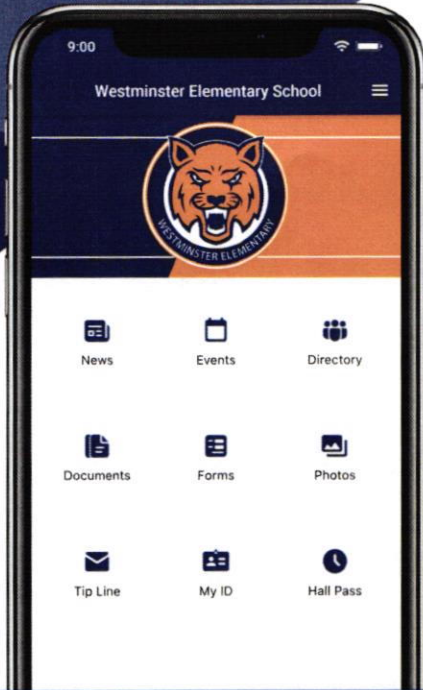 9:00
Westminster Elementary School
WESTMINSTER ELEMENTARY
News
Events
Directory
Documents
Forms
Photos
Tip Line
My ID
Hall Pass